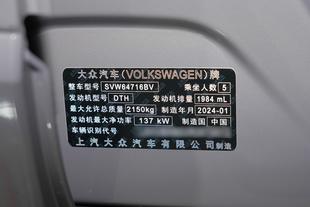 大众汽车(VOLKSWAGEN)牌
整车型号 SVW64716BV 乘坐人数 5
发动机型号 DTH 发动机排量 1984 mL
最大允许总质量 2150kg 制造年月 2024-01
发动机最大净功率 137 kW 制造国 中国
车辆识别代号
上汽大众汽车有限公司制造